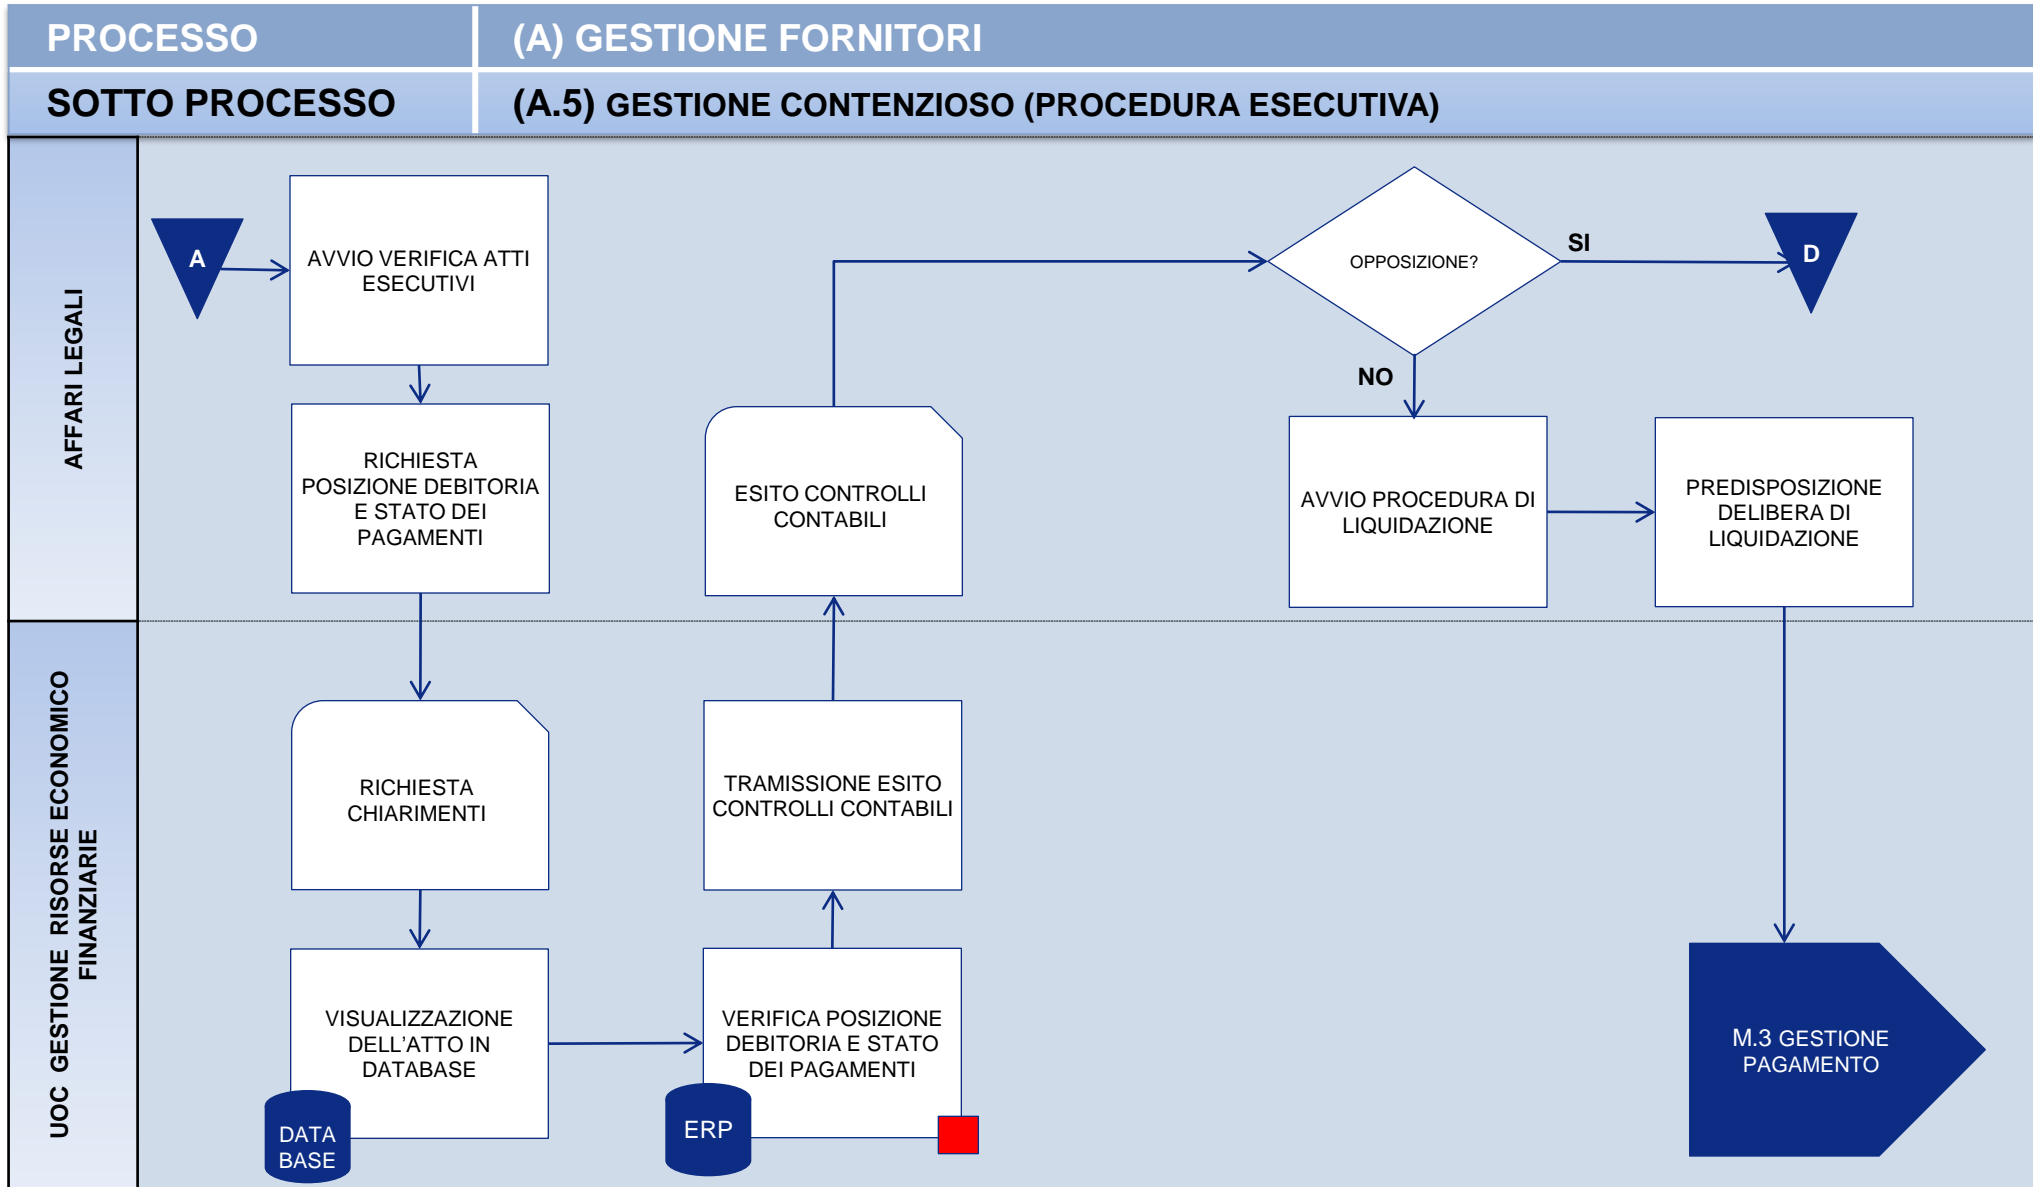 PROCESSO
(A) GESTIONE FORNITORI
SOTTO PROCESSO
(A.5) GESTIONE CONTENZIOSO (PROCEDURA ESECUTIVA)
AFFARI LEGALI
A
AVVIO VERIFICA ATTI
ESECUTIVI
RICHIESTA
POSIZIONE DEBITORIA
E STATO DEI
PAGAMENTI
ESITO CONTROLLI
CONTABILI
OPPOSIZIONE?
SI
D
NO
AVVIO PROCEDURA DI
LIQUIDAZIONE
PREDISPOSIZIONE
DELIBERA DI
LIQUIDAZIONE
UOC GESTIONE RISORSE ECONOMICO
FINANZIARIE
RICHIESTA
CHIARIMENTI
TRAMISSIONE ESITO
CONTROLLI CONTABILI
VISUALIZZAZIONE
DELL'ATTO IN
DATABASE
DATA
BASE
VERIFICA POSIZIONE
DEBITORIA E STATO
DEI PAGAMENTI
ERP
M.3 GESTIONE
PAGAMENTO